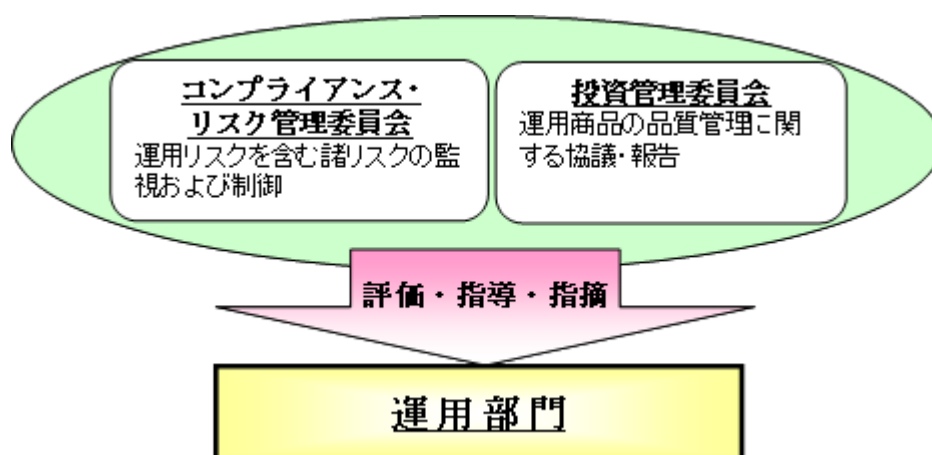 コンプライアンス・
リスク管理委員会
運用リスクを含む諸リスクの監
視および制御
投資管理委員会
運用商品の品質管理に関
する協議・報告
評価・指導・指摘
運用部門